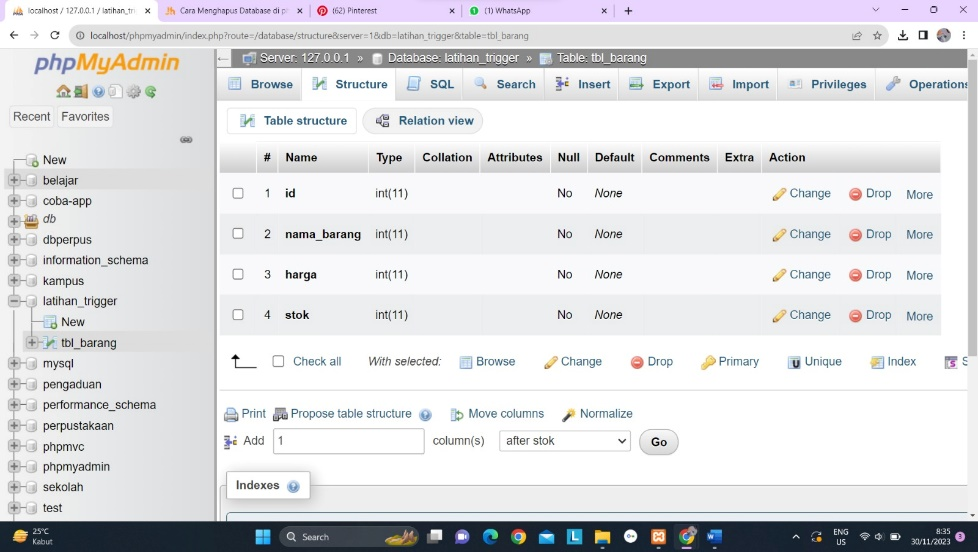 localhost / 127.0.0.1 / latihan_tri
Cara Menghapus Database di p
(62) Pinterest
(1) WhatsApp
localhost/phpmyadmin/index.php?route=/database/structure&server=1&db=latihan_trigger&table=tbl_barang
phpMyAdmin
Server: 127.0.0.1 » Database: latihan_trigger » Table: tbl_barang
Browse Structure SQL Search Insert Export Import Privileges Operations
Recent Favorites
Table structure Relation view
New
belajar
coba-app
db
dbperpus
information_schema
kampus
latihan_trigger
New
tbl_barang
mysql
pengaduan
performance_schema
perpustakaan
phpmvc
phpmyadmin
sekolah
test
# Name Type Collation Attributes Null Default Comments Extra Action
1 id int(11) No None Change Drop More
2 nama_barang int(11) No None Change Drop More
3 harga int(11) No None Change Drop More
4 stok int(11) No None Change Drop More
Check all With selected: Browse Change Drop Primary Unique Index S
Print Propose table structure Move columns Normalize
Add 1 column(s) after stok Go
Indexes
25°C
Kabut
Search
ENG
US
8:35
30/11/2023